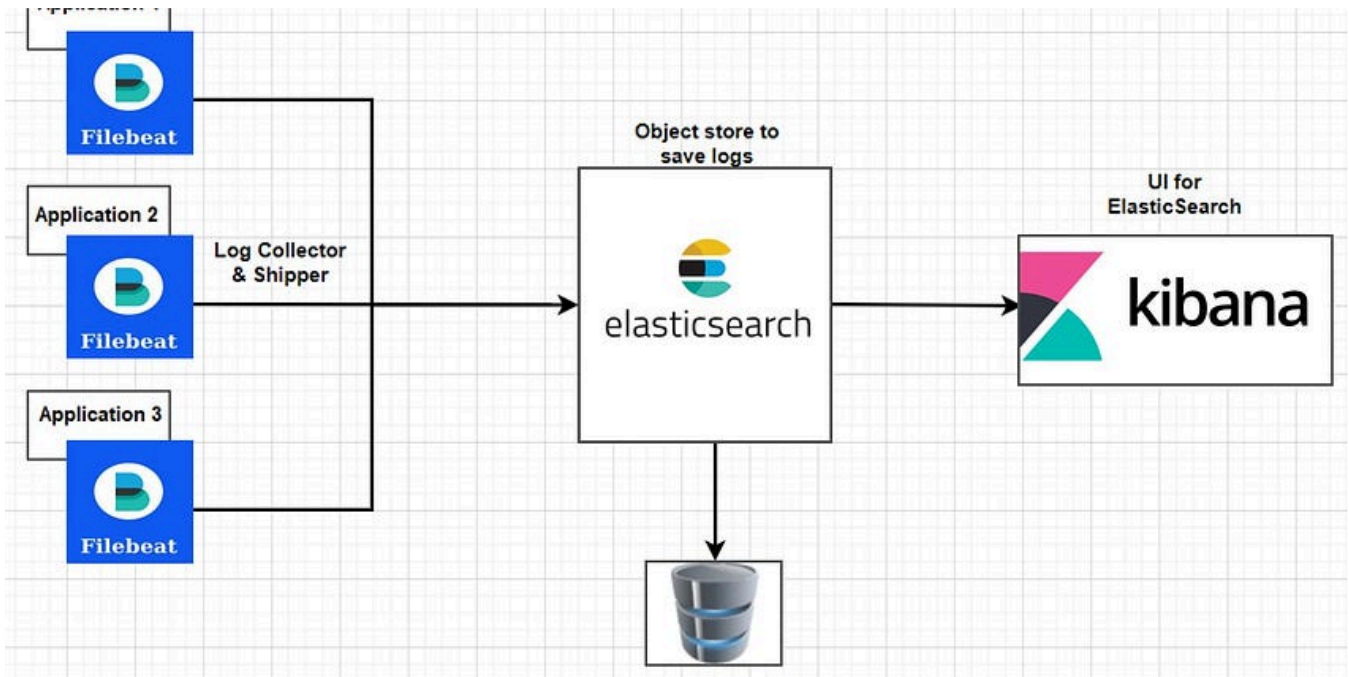 Filebeat
Application 2
Filebeat
Application 3
Filebeat
Log Collector
& Shipper
Object store to
save logs
elasticsearch
UI for
ElasticSearch
kibana